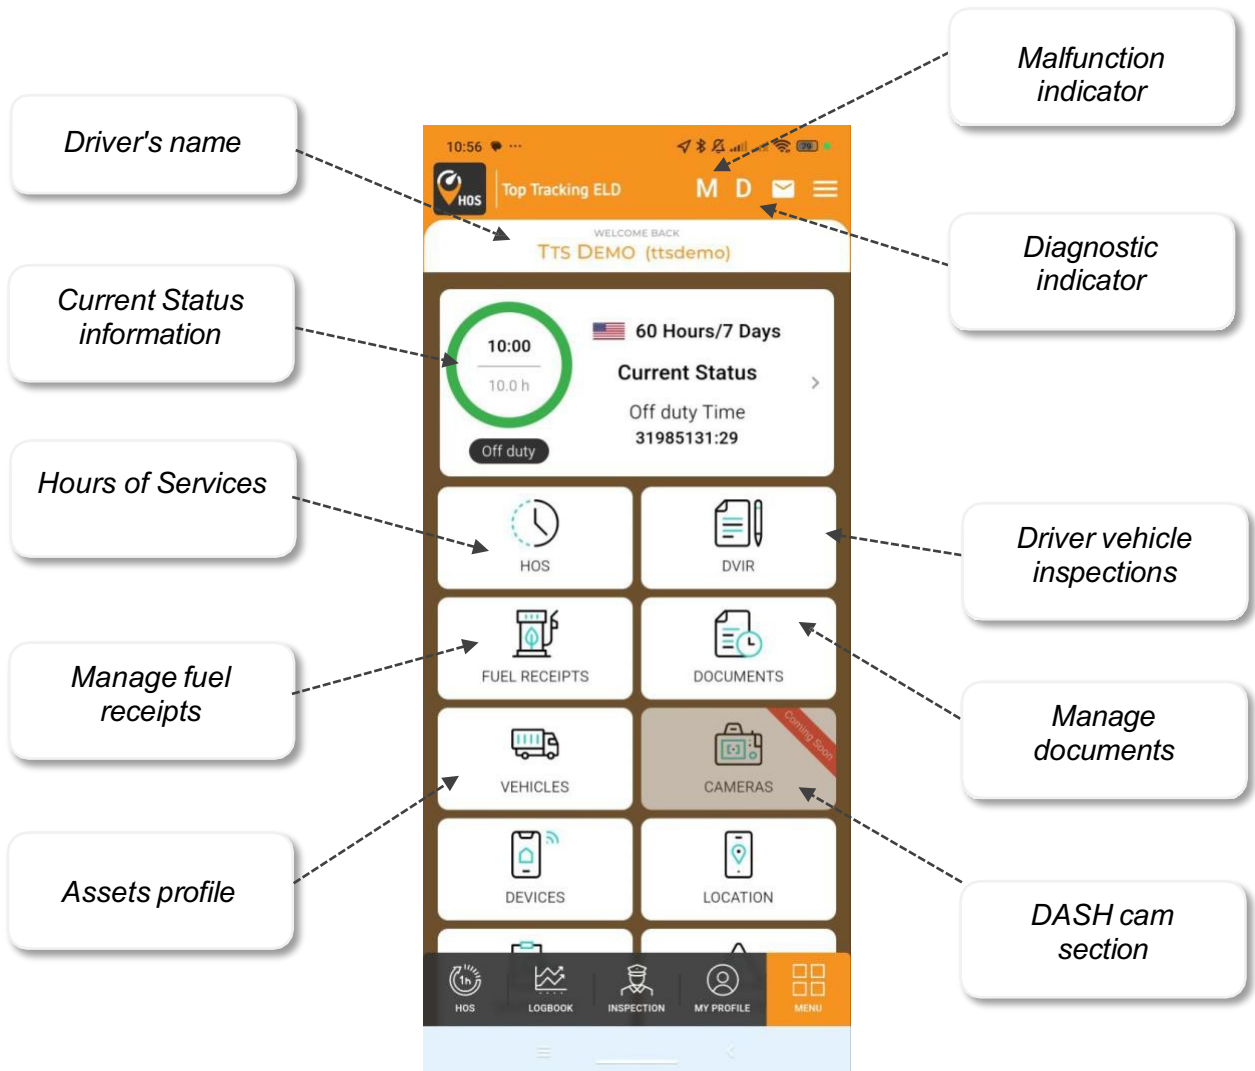 Malfunction
indicator
Driver's name
Diagnostic
indicator
Current Status
information
Hours of Services
Driver vehicle
inspections
Manage fuel
receipts
Manage
documents
Assets profile
DASH cam
section
10:56
79
HOS
Top Tracking ELD
M D
WELCOME BACK
TTS DEMO (ttsdemo)
10:00
10.0 h
Off duty
60 Hours/7 Days
Current Status
Off duty Time
31985131:29
HOS
DVIR
FUEL RECEIPTS
DOCUMENTS
VEHICLES
CAMERAS
Coming Soon
DEVICES
LOCATION
1h
HOS
LOGBOOK
INSPECTION
MY PROFILE
MENU